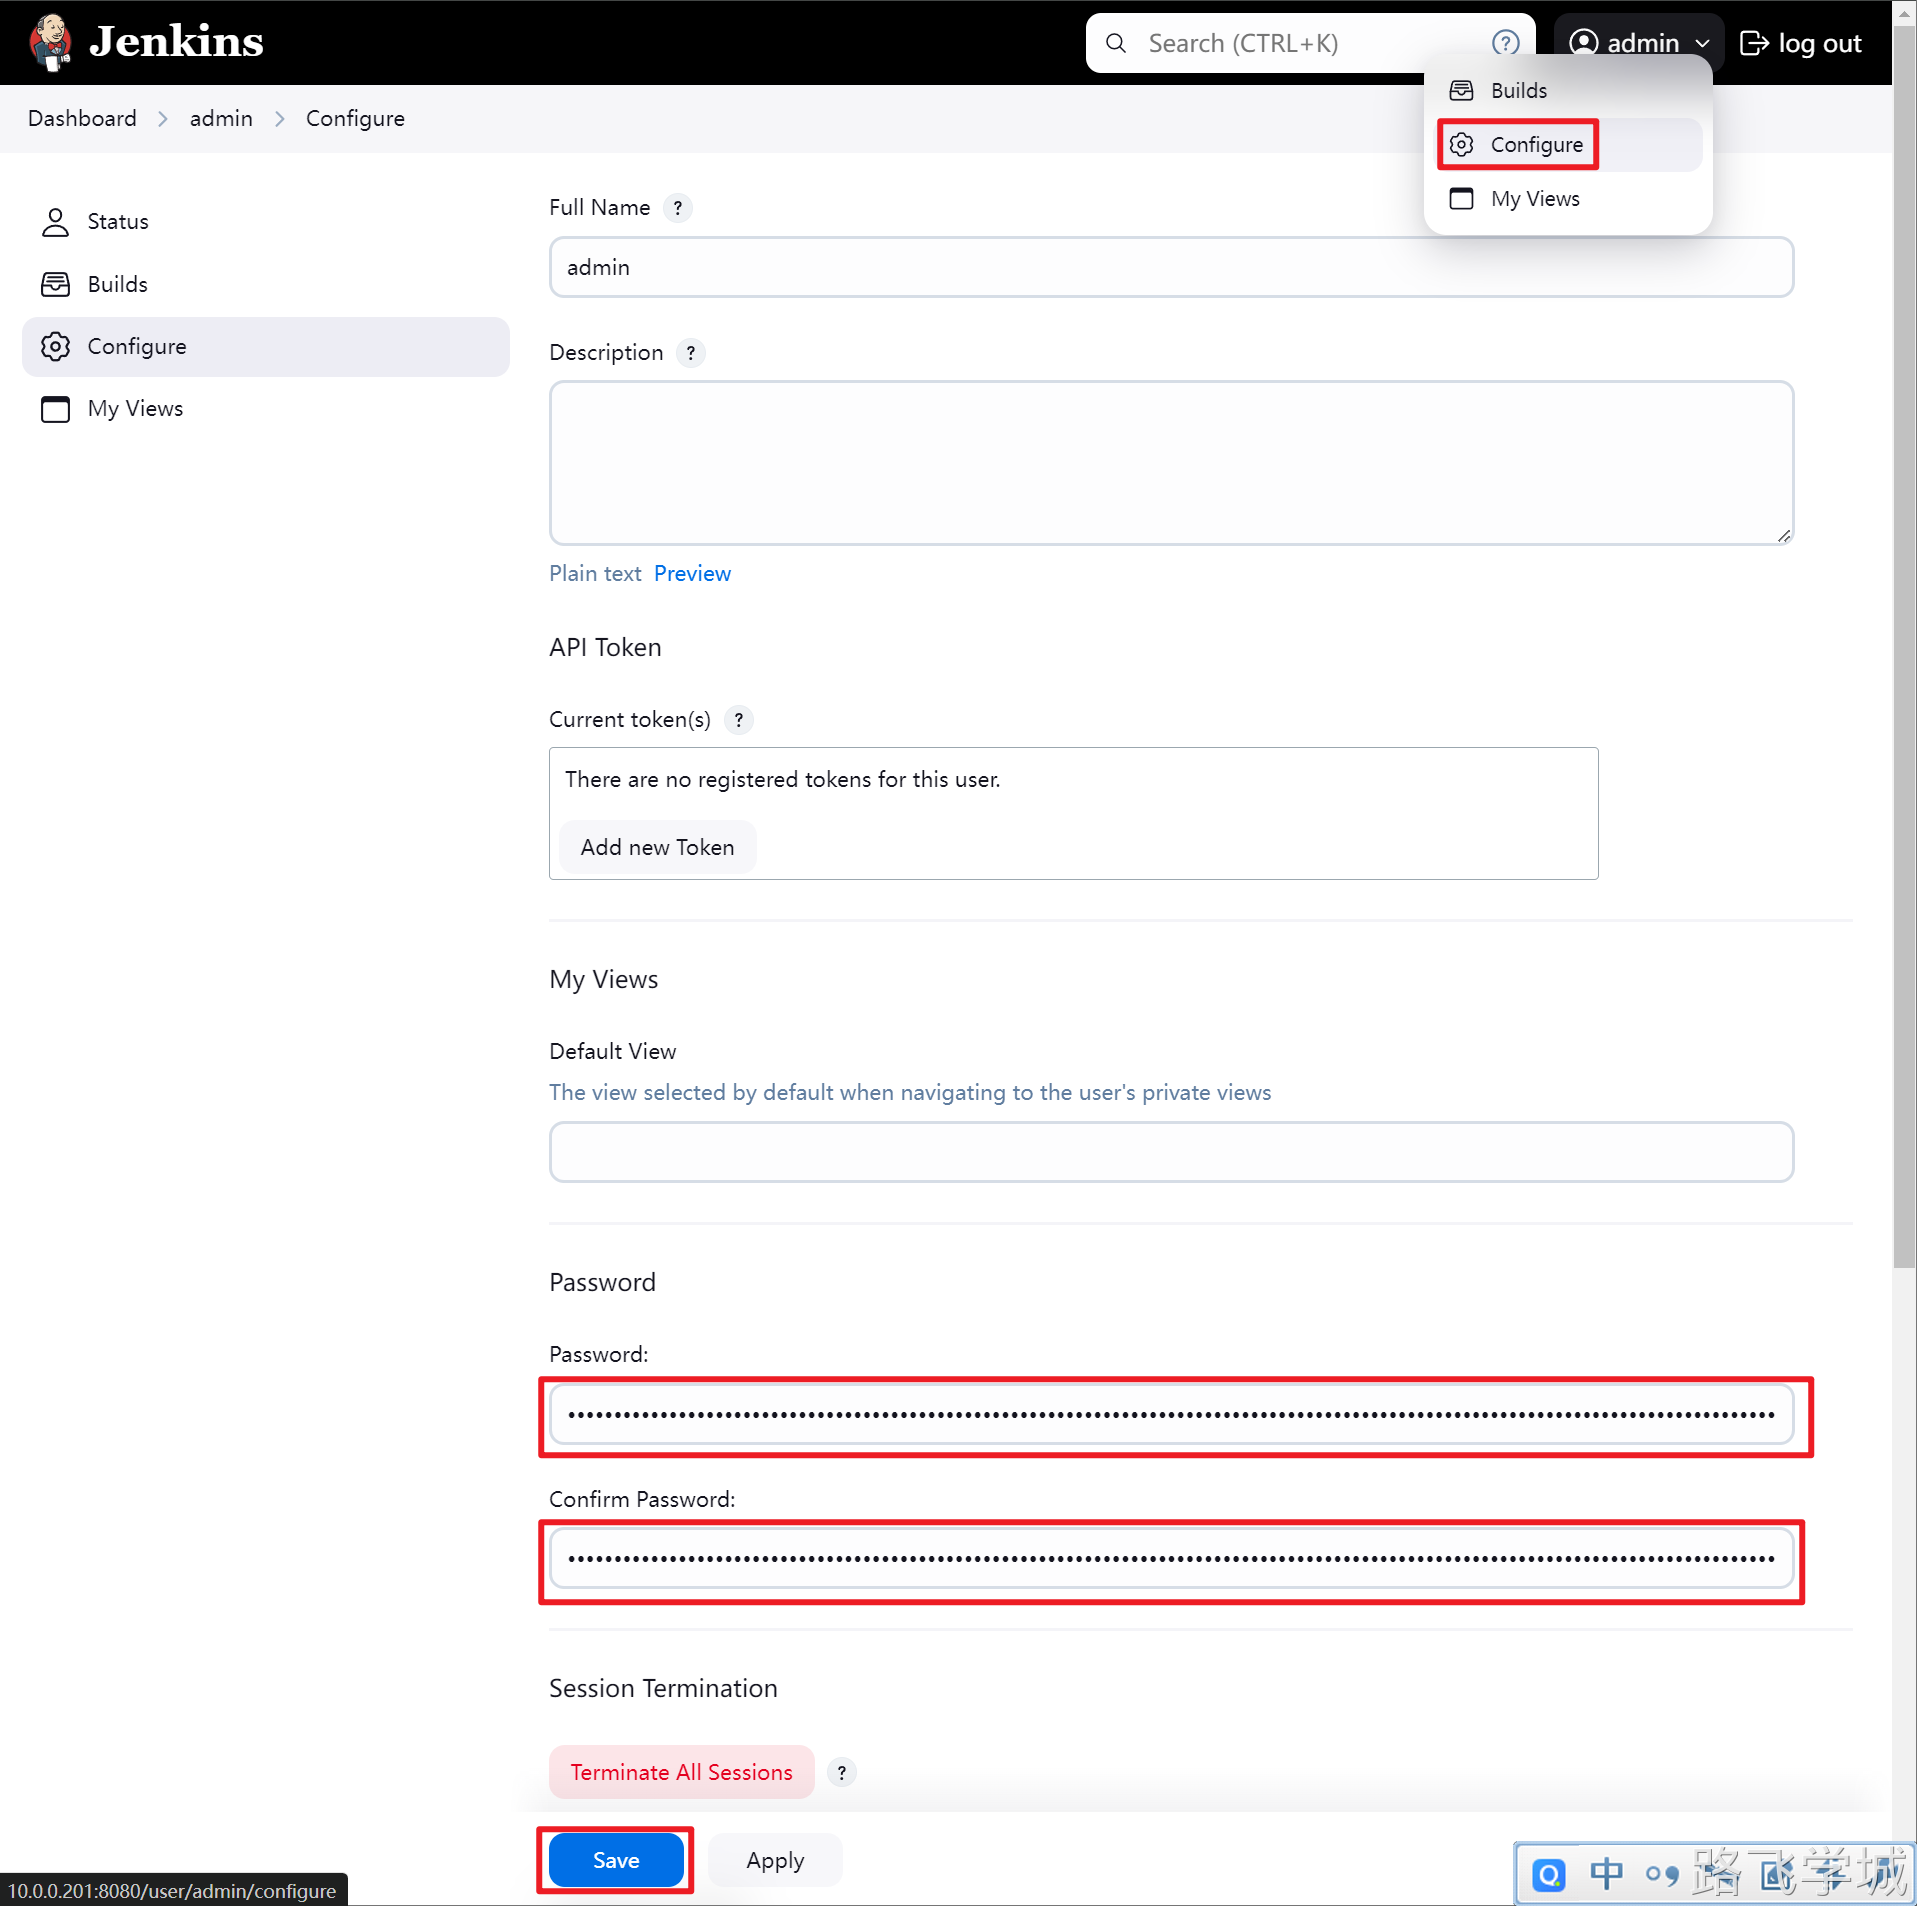 Jenkins
Search (CTRL+K)
?
admin
log out
Dashboard
admin
Configure
Builds
Configure
My Views
Status
Builds
Configure
My Views
Full Name ?
admin
Description ?
Plain text Preview
API Token
Current token(s) ?
There are no registered tokens for this user.
Add new Token
My Views
Default View
The view selected by default when navigating to the user's private views
Password
Password:
Confirm Password:
Session Termination
Terminate All Sessions ?
Save
Apply
10.0.0.201:8080/user/admin/configure
中
路飞学城